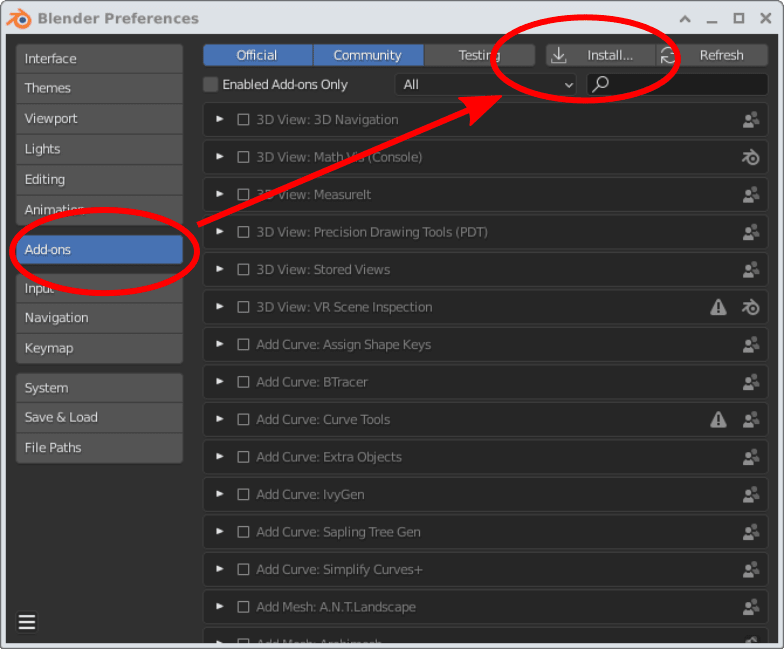 Blender Preferences
Interface
Themes
Viewport
Lights
Editing
Animation
Add-ons
Input
Navigation
Keymap
System
Save & Load
File Paths
Official Community Testing Install... Refresh
Enabled Add-ons Only All
3D View: 3D Navigation
3D View: Math Vis (Console)
3D View: MeasureIt
3D View: Precision Drawing Tools (PDT)
3D View: Stored Views
3D View: VR Scene Inspection
Add Curve: Assign Shape Keys
Add Curve: BTracer
Add Curve: Curve Tools
Add Curve: Extra Objects
Add Curve: IvyGen
Add Curve: Sapling Tree Gen
Add Curve: Simplify Curves+
Add Mesh: A.N.T.Landscape
Add Mesh: Archimesh